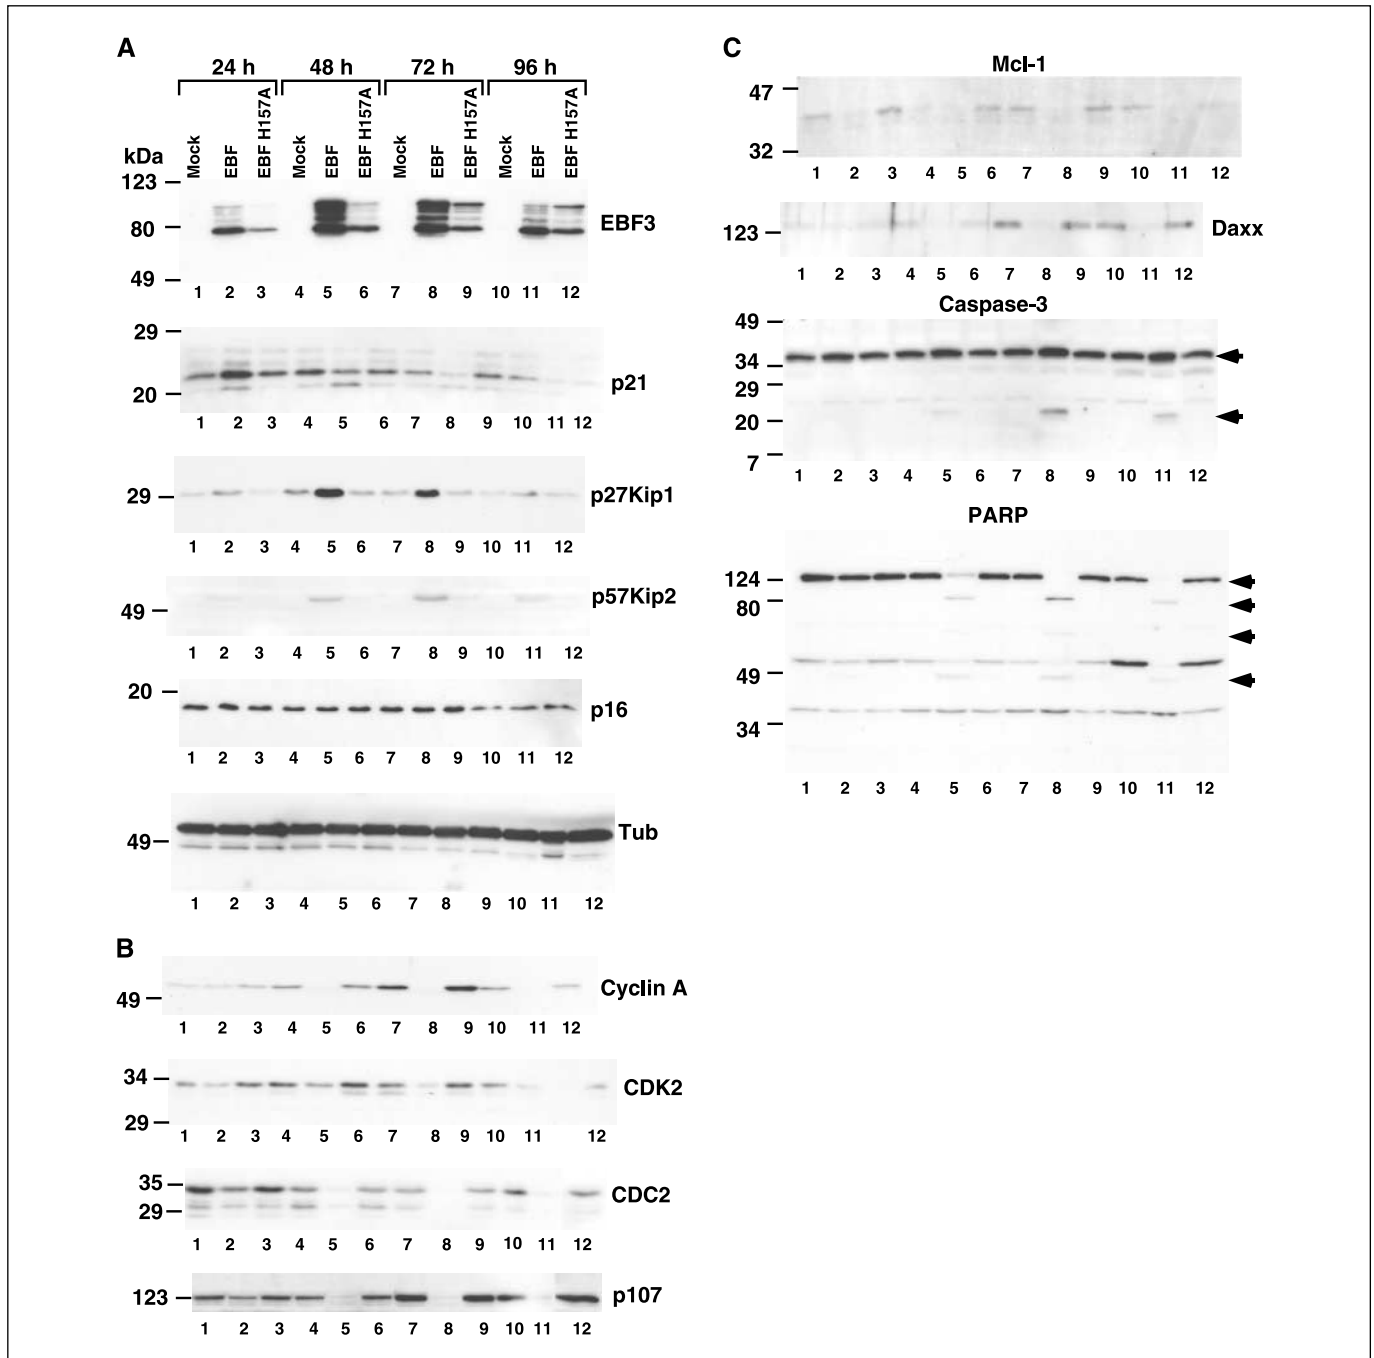 A
24 h 48 h 72 h 96 h
Mock EBF EBF H157A Mock EBF EBF H157A Mock EBF EBF H157A Mock EBF EBF H157A
kDa
123
80
49
EBF3
1 2 3 4 5 6 7 8 9 10 11 12
29
20
p21
1 2 3 4 5 6 7 8 9 10 11 12
29
p27Kip1
1 2 3 4 5 6 7 8 9 10 11 12
49
p57Kip2
1 2 3 4 5 6 7 8 9 10 11 12
20
p16
1 2 3 4 5 6 7 8 9 10 11 12
49
Tub
1 2 3 4 5 6 7 8 9 10 11 12
B
49
Cyclin A
1 2 3 4 5 6 7 8 9 10 11 12
34
29
CDK2
1 2 3 4 5 6 7 8 9 10 11 12
35
29
CDC2
1 2 3 4 5 6 7 8 9 10 11 12
123
p107
1 2 3 4 5 6 7 8 9 10 11 12
C
Mcl-1
47
32
1 2 3 4 5 6 7 8 9 10 11 12
123
Daxx
1 2 3 4 5 6 7 8 9 10 11 12
Caspase-3
49
34
29
20
7
1 2 3 4 5 6 7 8 9 10 11 12
PARP
124
80
49
34
1 2 3 4 5 6 7 8 9 10 11 12